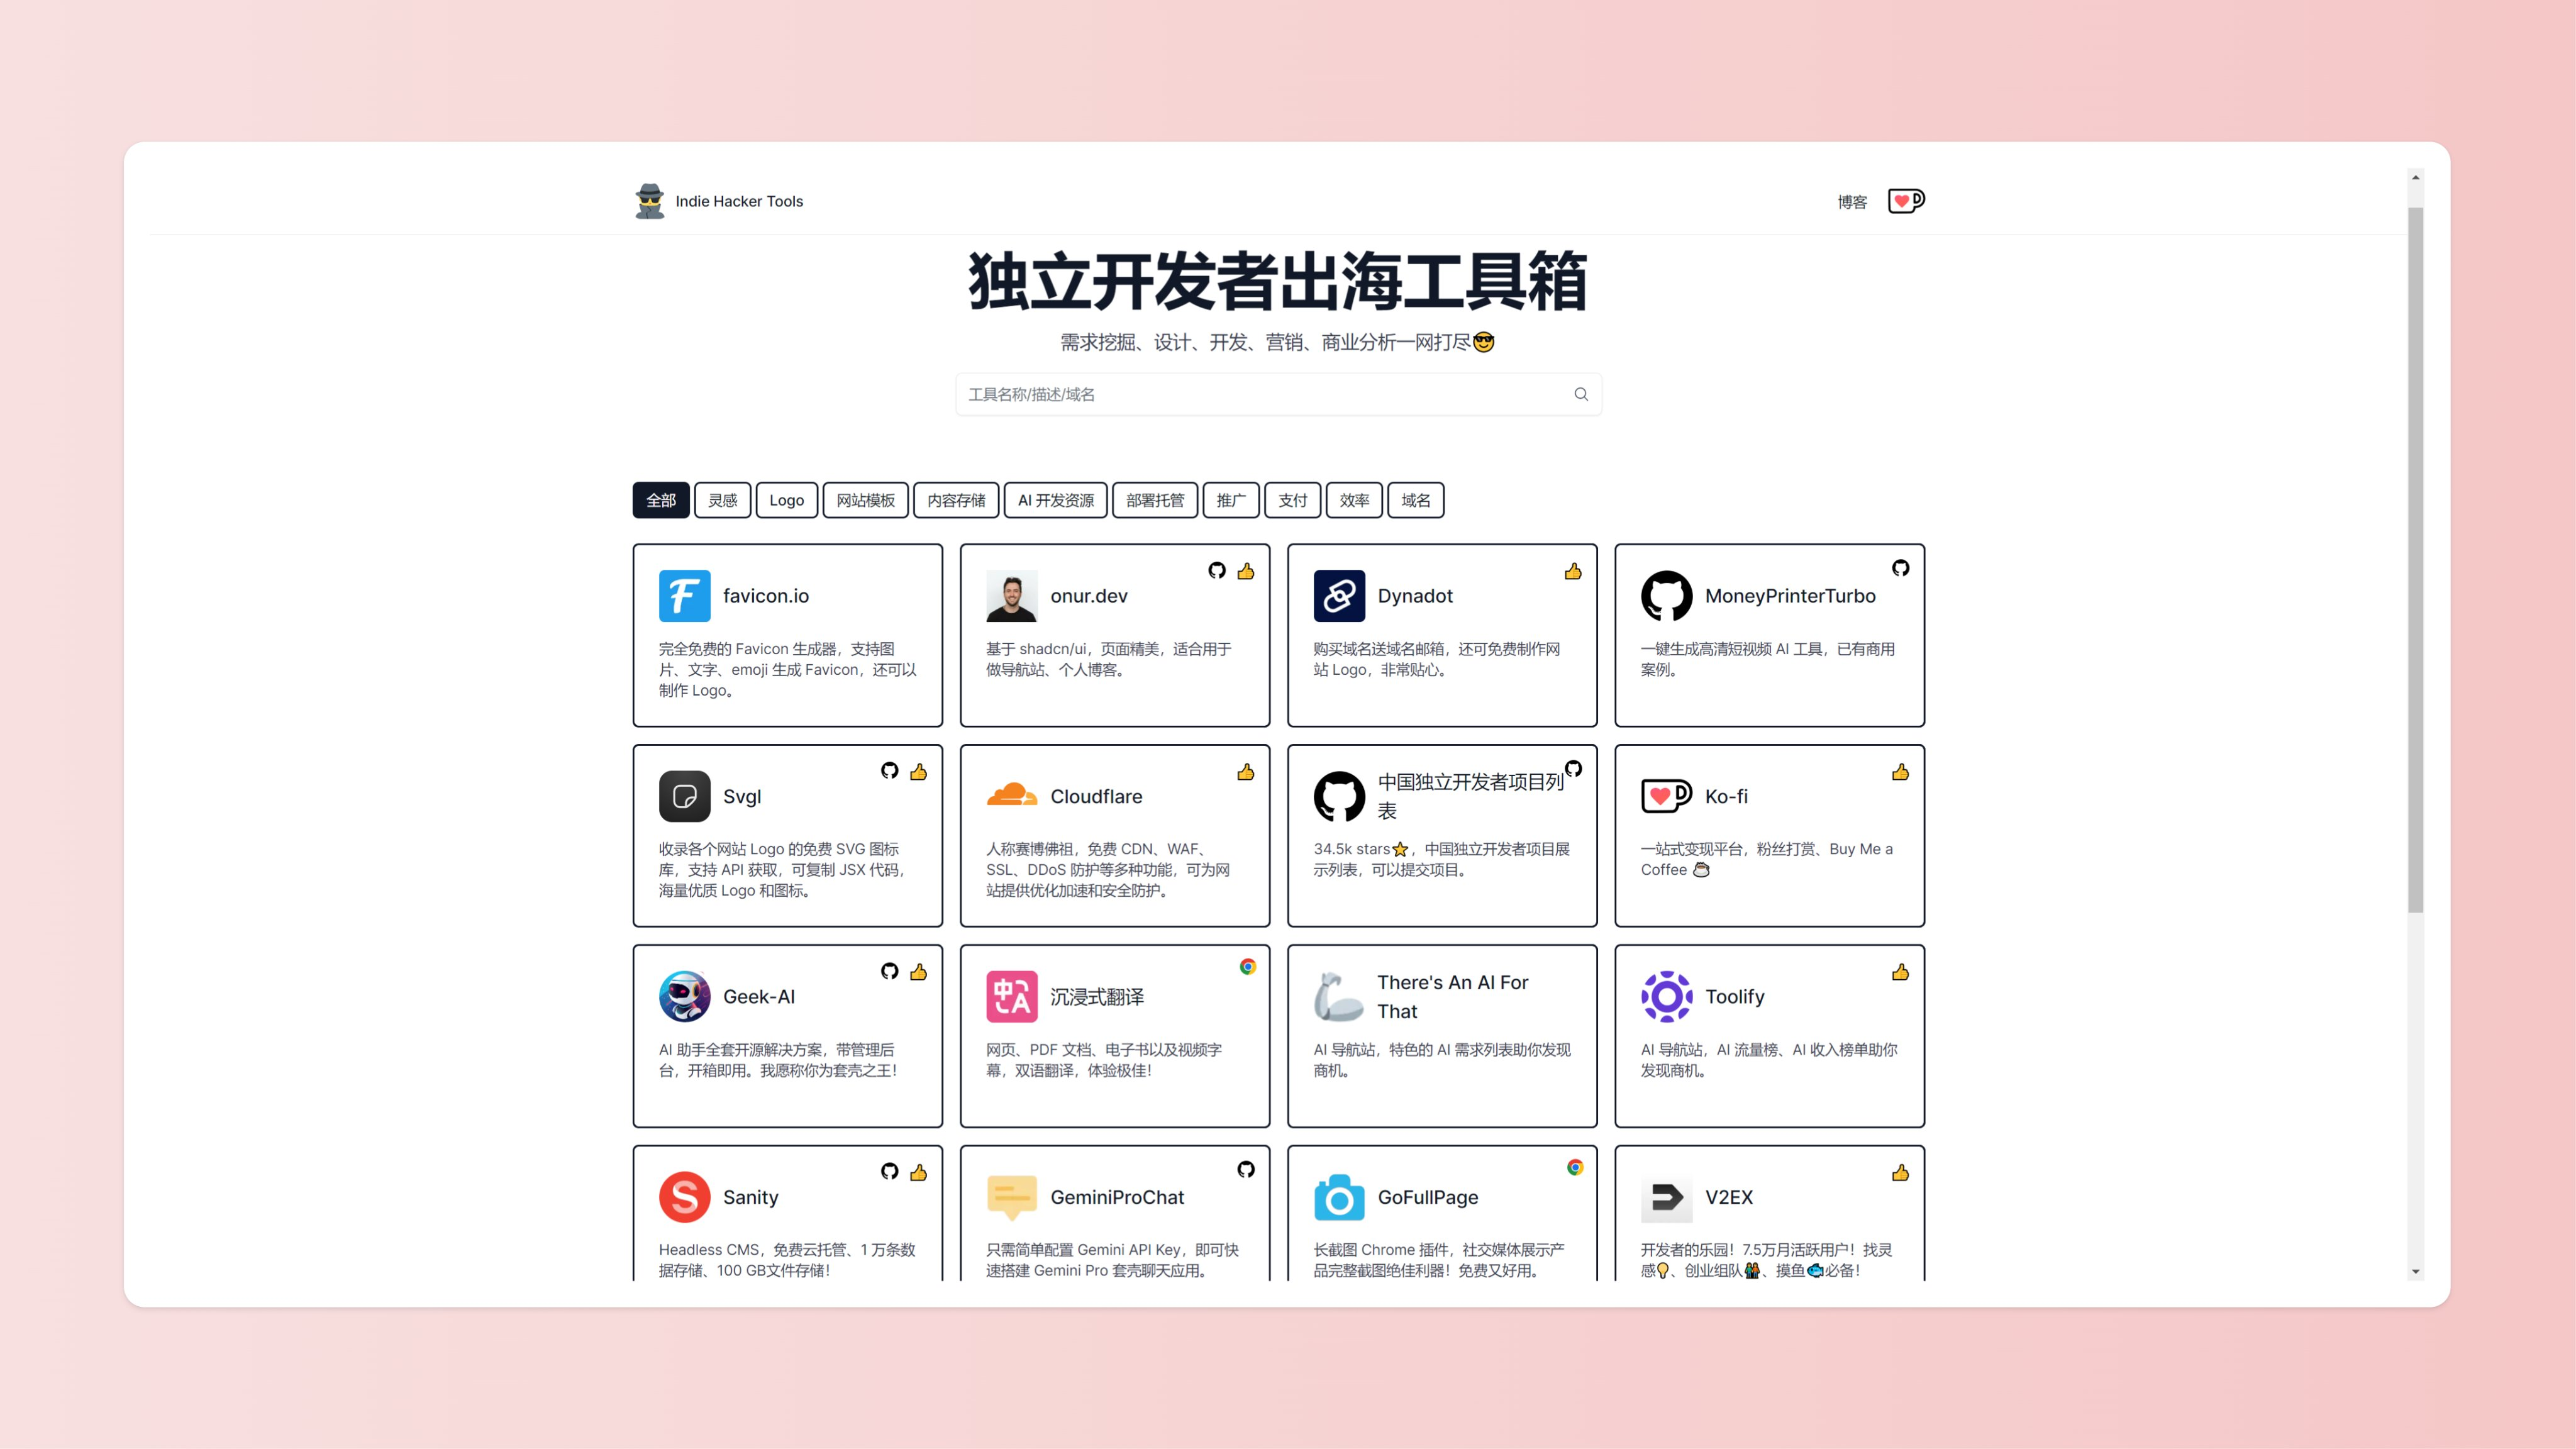 Indie Hacker Tools
博客
独立开发者出海工具箱
需求挖掘、设计、开发、营销、商业分析一网打尽😎
工具名称/描述/域名
全部
灵感
Logo
网站模板
内容存储
AI 开发资源
部署托管
推广
支付
效率
域名
favicon.io
完全免费的 Favicon 生成器，支持图
片、文字、emoji 生成 Favicon，还可以
制作 Logo。
onur.dev
基于 shadcn/ui，页面精美，适合用于
做导航站、个人博客。
Dynadot
购买域名送域名邮箱，还可免费制作网
站 Logo，非常贴心。
MoneyPrinterTurbo
一键生成高清短视频 AI 工具，已有商用
案例。
Svgl
收录各个网站 Logo 的免费 SVG 图标
库，支持 API 获取，可复制 JSX 代码，
海量优质 Logo 和图标。
Cloudflare
人称赛博佛祖，免费 CDN、WAF、
SSL、DDoS 防护等多种功能，可为网
站提供优化加速和安全防护。
中国独立开发者项目列
表
34.5k stars⭐，中国独立开发者项目展
示列表，可以提交项目。
Ko-fi
一站式变现平台，粉丝打赏、Buy Me a
Coffee ☕
Geek-AI
AI 助手全套开源解决方案，带管理后
台，开箱即用。我愿称你为套壳之王！
中A
沉浸式翻译
网页、PDF 文档、电子书以及视频字
幕，双语翻译，体验极佳！
There's An AI For
That
AI 导航站，特色的 AI 需求列表助你发现
商机。
Toolify
AI 导航站，AI 流量榜、AI 收入榜单助你
发现商机。
Sanity
Headless CMS，免费云托管、1 万条数
据存储、100 GB文件存储！
GeminiProChat
只需简单配置 Gemini API Key，即可快
速搭建 Gemini Pro 套壳聊天应用。
GoFullPage
长截图 Chrome 插件，社交媒体展示产
品完整截图绝佳利器！免费又好用。
V2EX
开发者的乐园！7.5万月活跃用户！找灵
感💡、创业组队👫、摸鱼🐟必备！